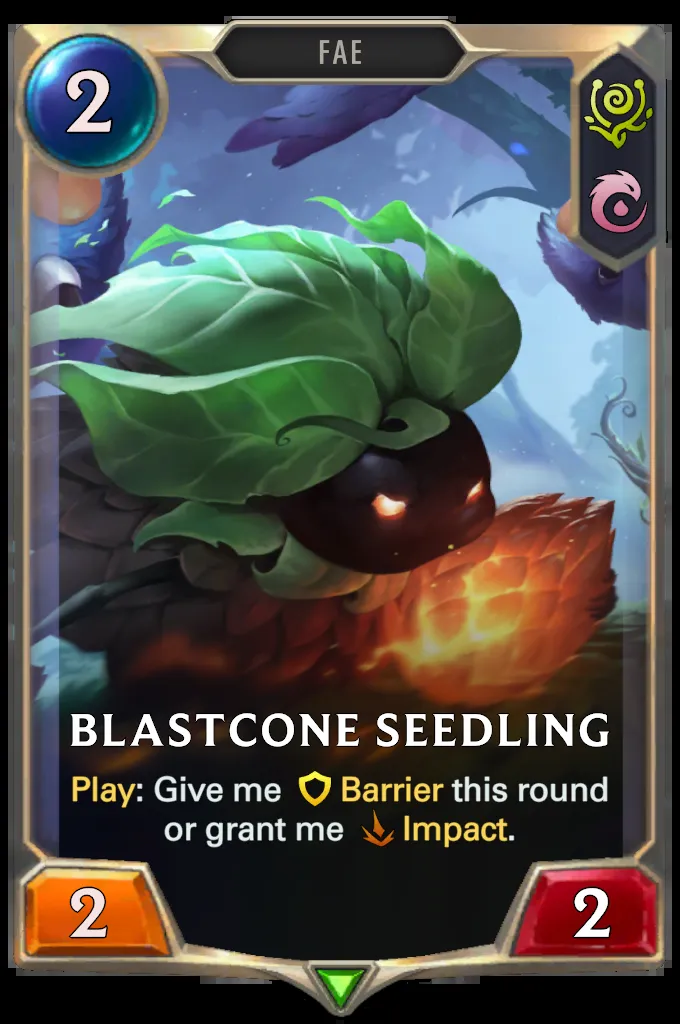 FAE
2
BLASTCONE SEEDLING
Play: Give me Barrier this round
or grant me Impact.
2
2